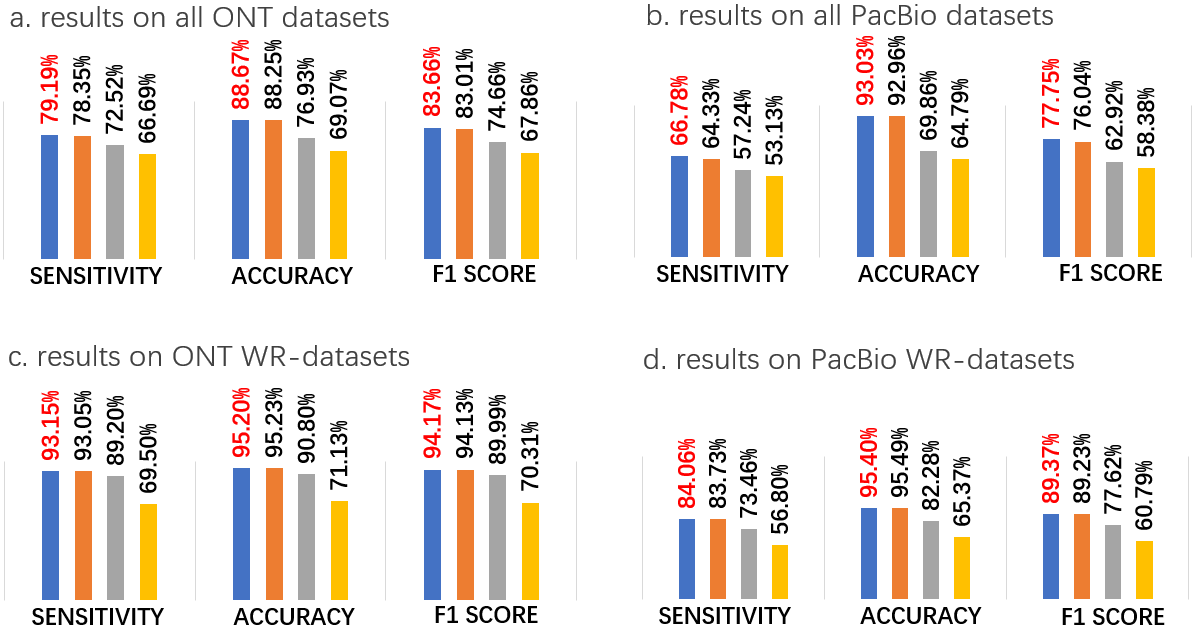 a. results on all ONT datasets
79.19% 78.35% 72.52% 66.69%
88.67% 88.25% 76.93% 69.07%
83.66% 83.01% 74.66% 67.86%
SENSITIVITY ACCURACY F1 SCORE
b. results on all PacBio datasets
66.78% 64.33% 57.24% 53.13%
93.03% 92.96% 69.86% 64.79%
77.75% 76.04% 62.92% 58.38%
SENSITIVITY ACCURACY F1 SCORE
c. results on ONT WR-datasets
93.15% 93.05% 89.20% 69.50%
95.20% 95.23% 90.80% 71.13%
94.17% 94.13% 89.99% 70.31%
SENSITIVITY ACCURACY F1 SCORE
d. results on PacBio WR-datasets
84.06% 83.73% 73.46% 56.80%
95.40% 95.49% 82.28% 65.37%
89.37% 89.23% 77.62% 60.79%
SENSITIVITY ACCURACY F1 SCORE